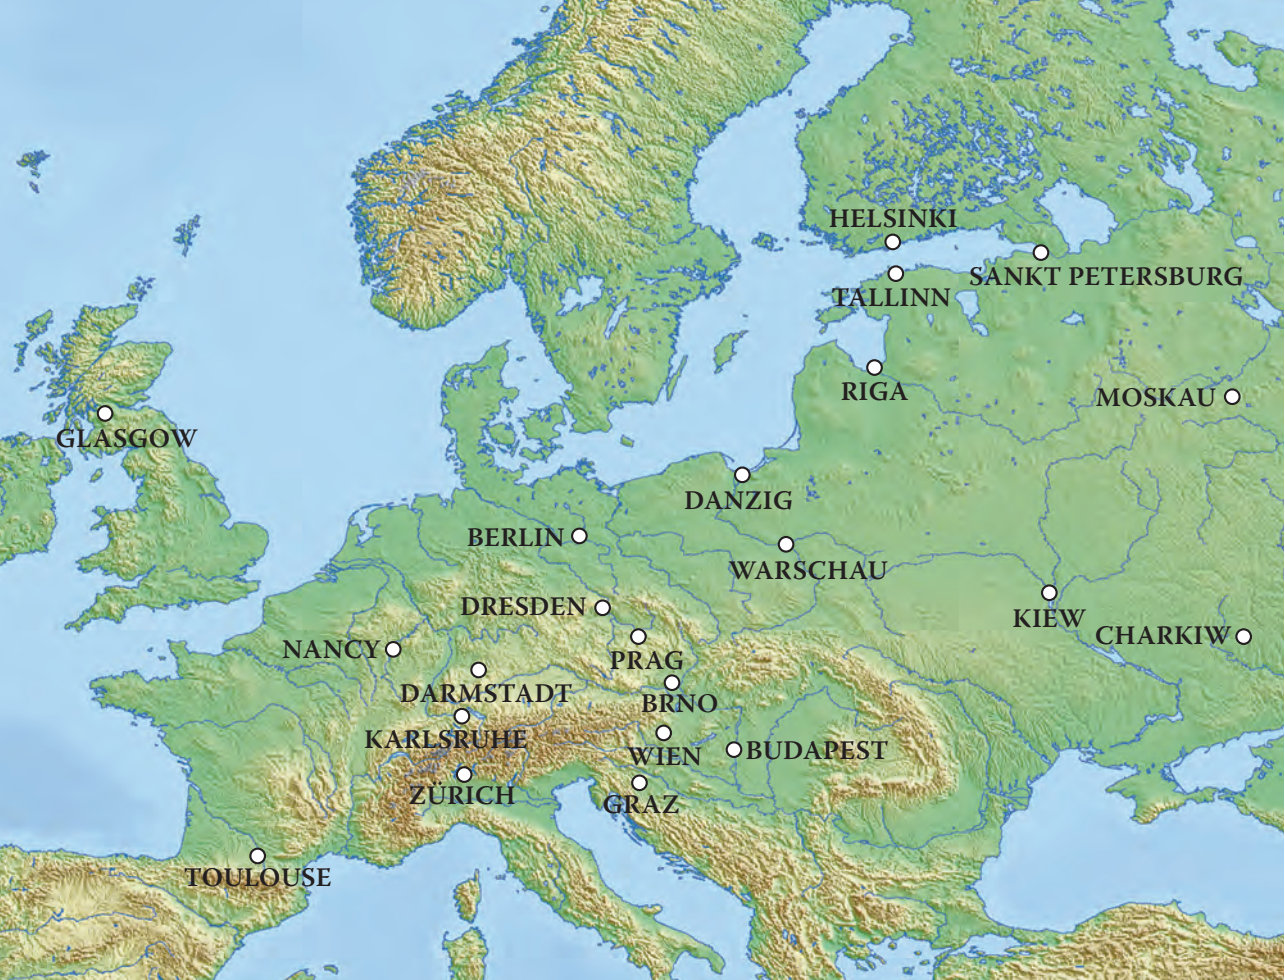 HELSINKI
SANKT PETERSBURG
TALLINN
RIGA
MOSKAU
GLASGOW
DANZIG
BERLIN
WARSCHAU
DRESDEN
KIEW
CHARKIW
NANCY
PRAG
DARMSTADT
BRNO
KARLSRUHE
WIEN
BUDAPEST
ZÜRICH
GRAZ
TOULOUSE